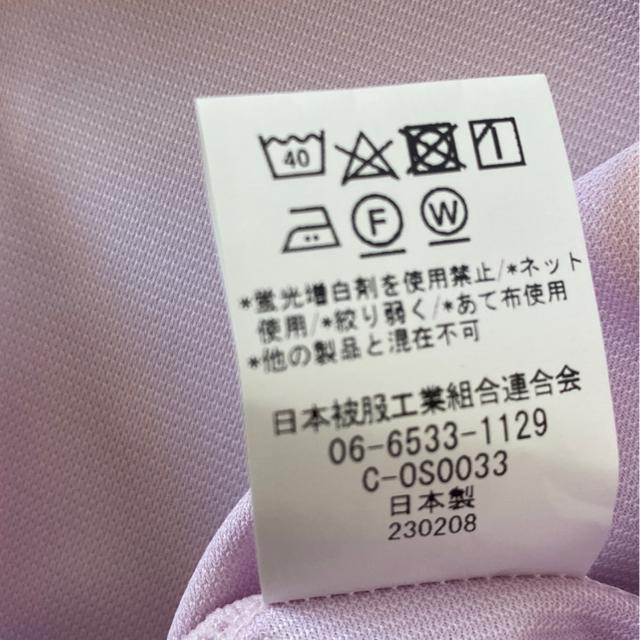 40
F W
*蛍光増白剤を使用禁止/*ネット
使用/*絞り弱く/*あて布使用
*他の製品と混在不可
日本被服工業組合連合会
06-6533-1129
C-OS0033
日本製
230208